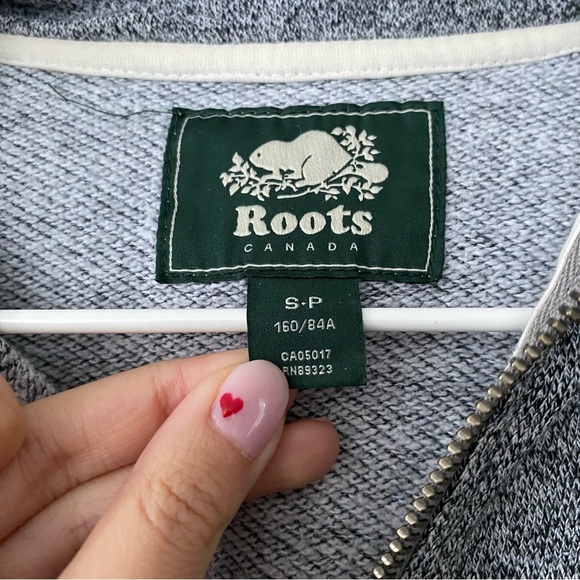 Roots
CANADA
S·P
160/84A
CA05017
RN89323